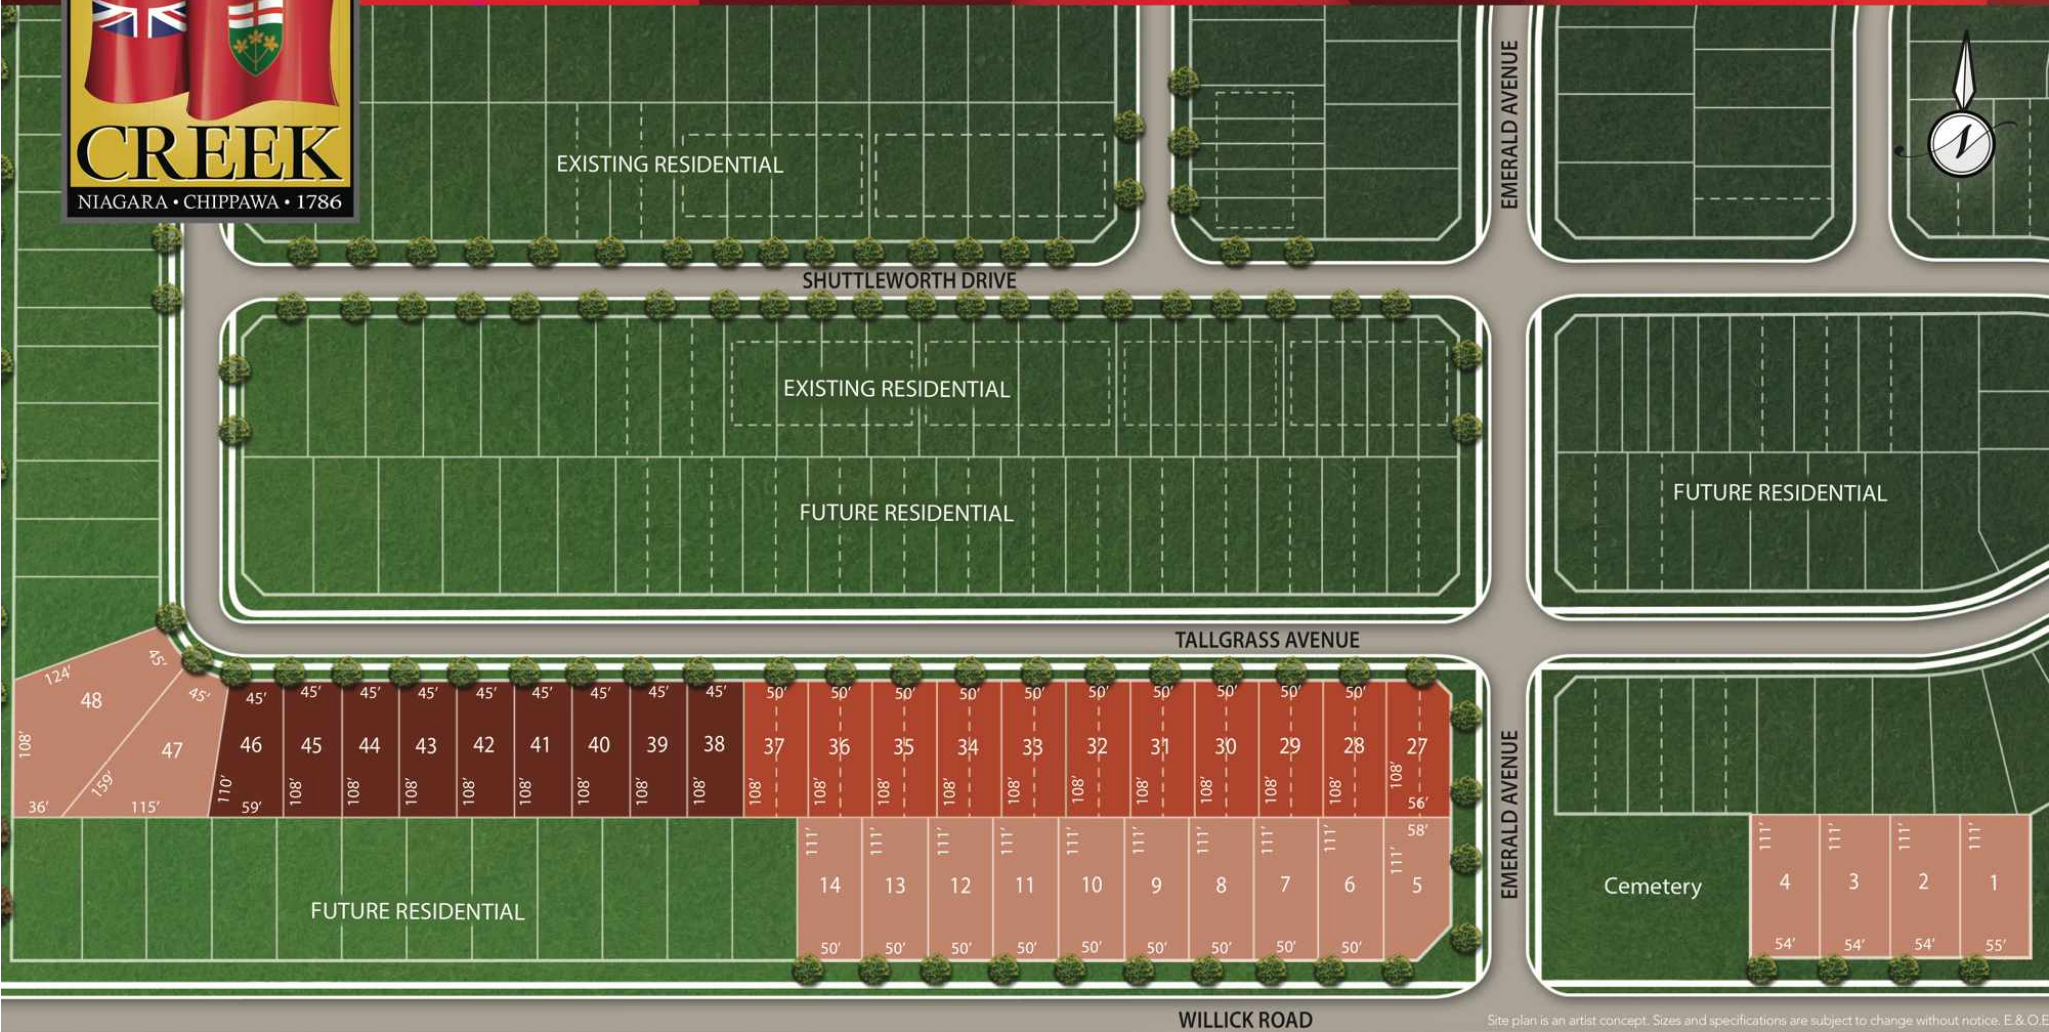 CREEK
NIAGARA • CHIPPAWA • 1786
EXISTING RESIDENTIAL
EMERALD AVENUE
N
SHUTTLEWORTH DRIVE
EXISTING RESIDENTIAL
FUTURE RESIDENTIAL
FUTURE RESIDENTIAL
TALLGRASS AVENUE
124' 45' 45' 45' 45' 45' 45' 45' 45' 45' 45' 45' 50' 50' 50' 50' 50' 50' 50' 50' 50' 50'
48 47 46 45 44 43 42 41 40 39 38 37 36 35 34 33 32 31 30 29 28 27
108' 159' 110' 108' 108' 108' 108' 108' 108' 108' 108' 108' 108' 108' 108' 108' 108' 108' 108' 108' 108' 108'
36' 115' 59' 56'
58'
111' 111' 111' 111' 111' 111' 111' 111' 111' 111'
14 13 12 11 10 9 8 7 6 5
50' 50' 50' 50' 50' 50' 50' 50' 50'
FUTURE RESIDENTIAL
EMERALD AVENUE
Cemetery
111' 111' 111' 111'
4 3 2 1
54' 54' 54' 55'
WILLICK ROAD
Site plan is an artist concept. Sizes and specifications are subject to change without notice. E.& O.E